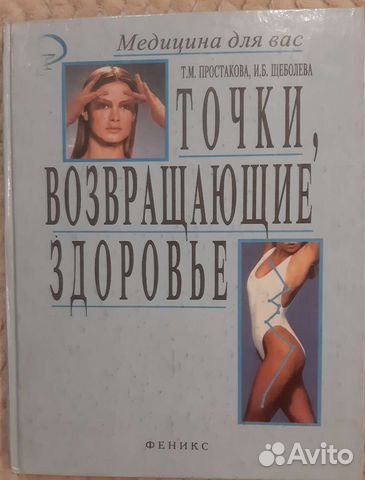 Медицина для вас
Т.М. ПРОСТАКОВА, И.Б. ЩЕБОЛЕВА
ТОЧКИ,
ВОЗВРАЩАЮЩИЕ
ЗДОРОВЬЕ
ФЕНИКС
Avito